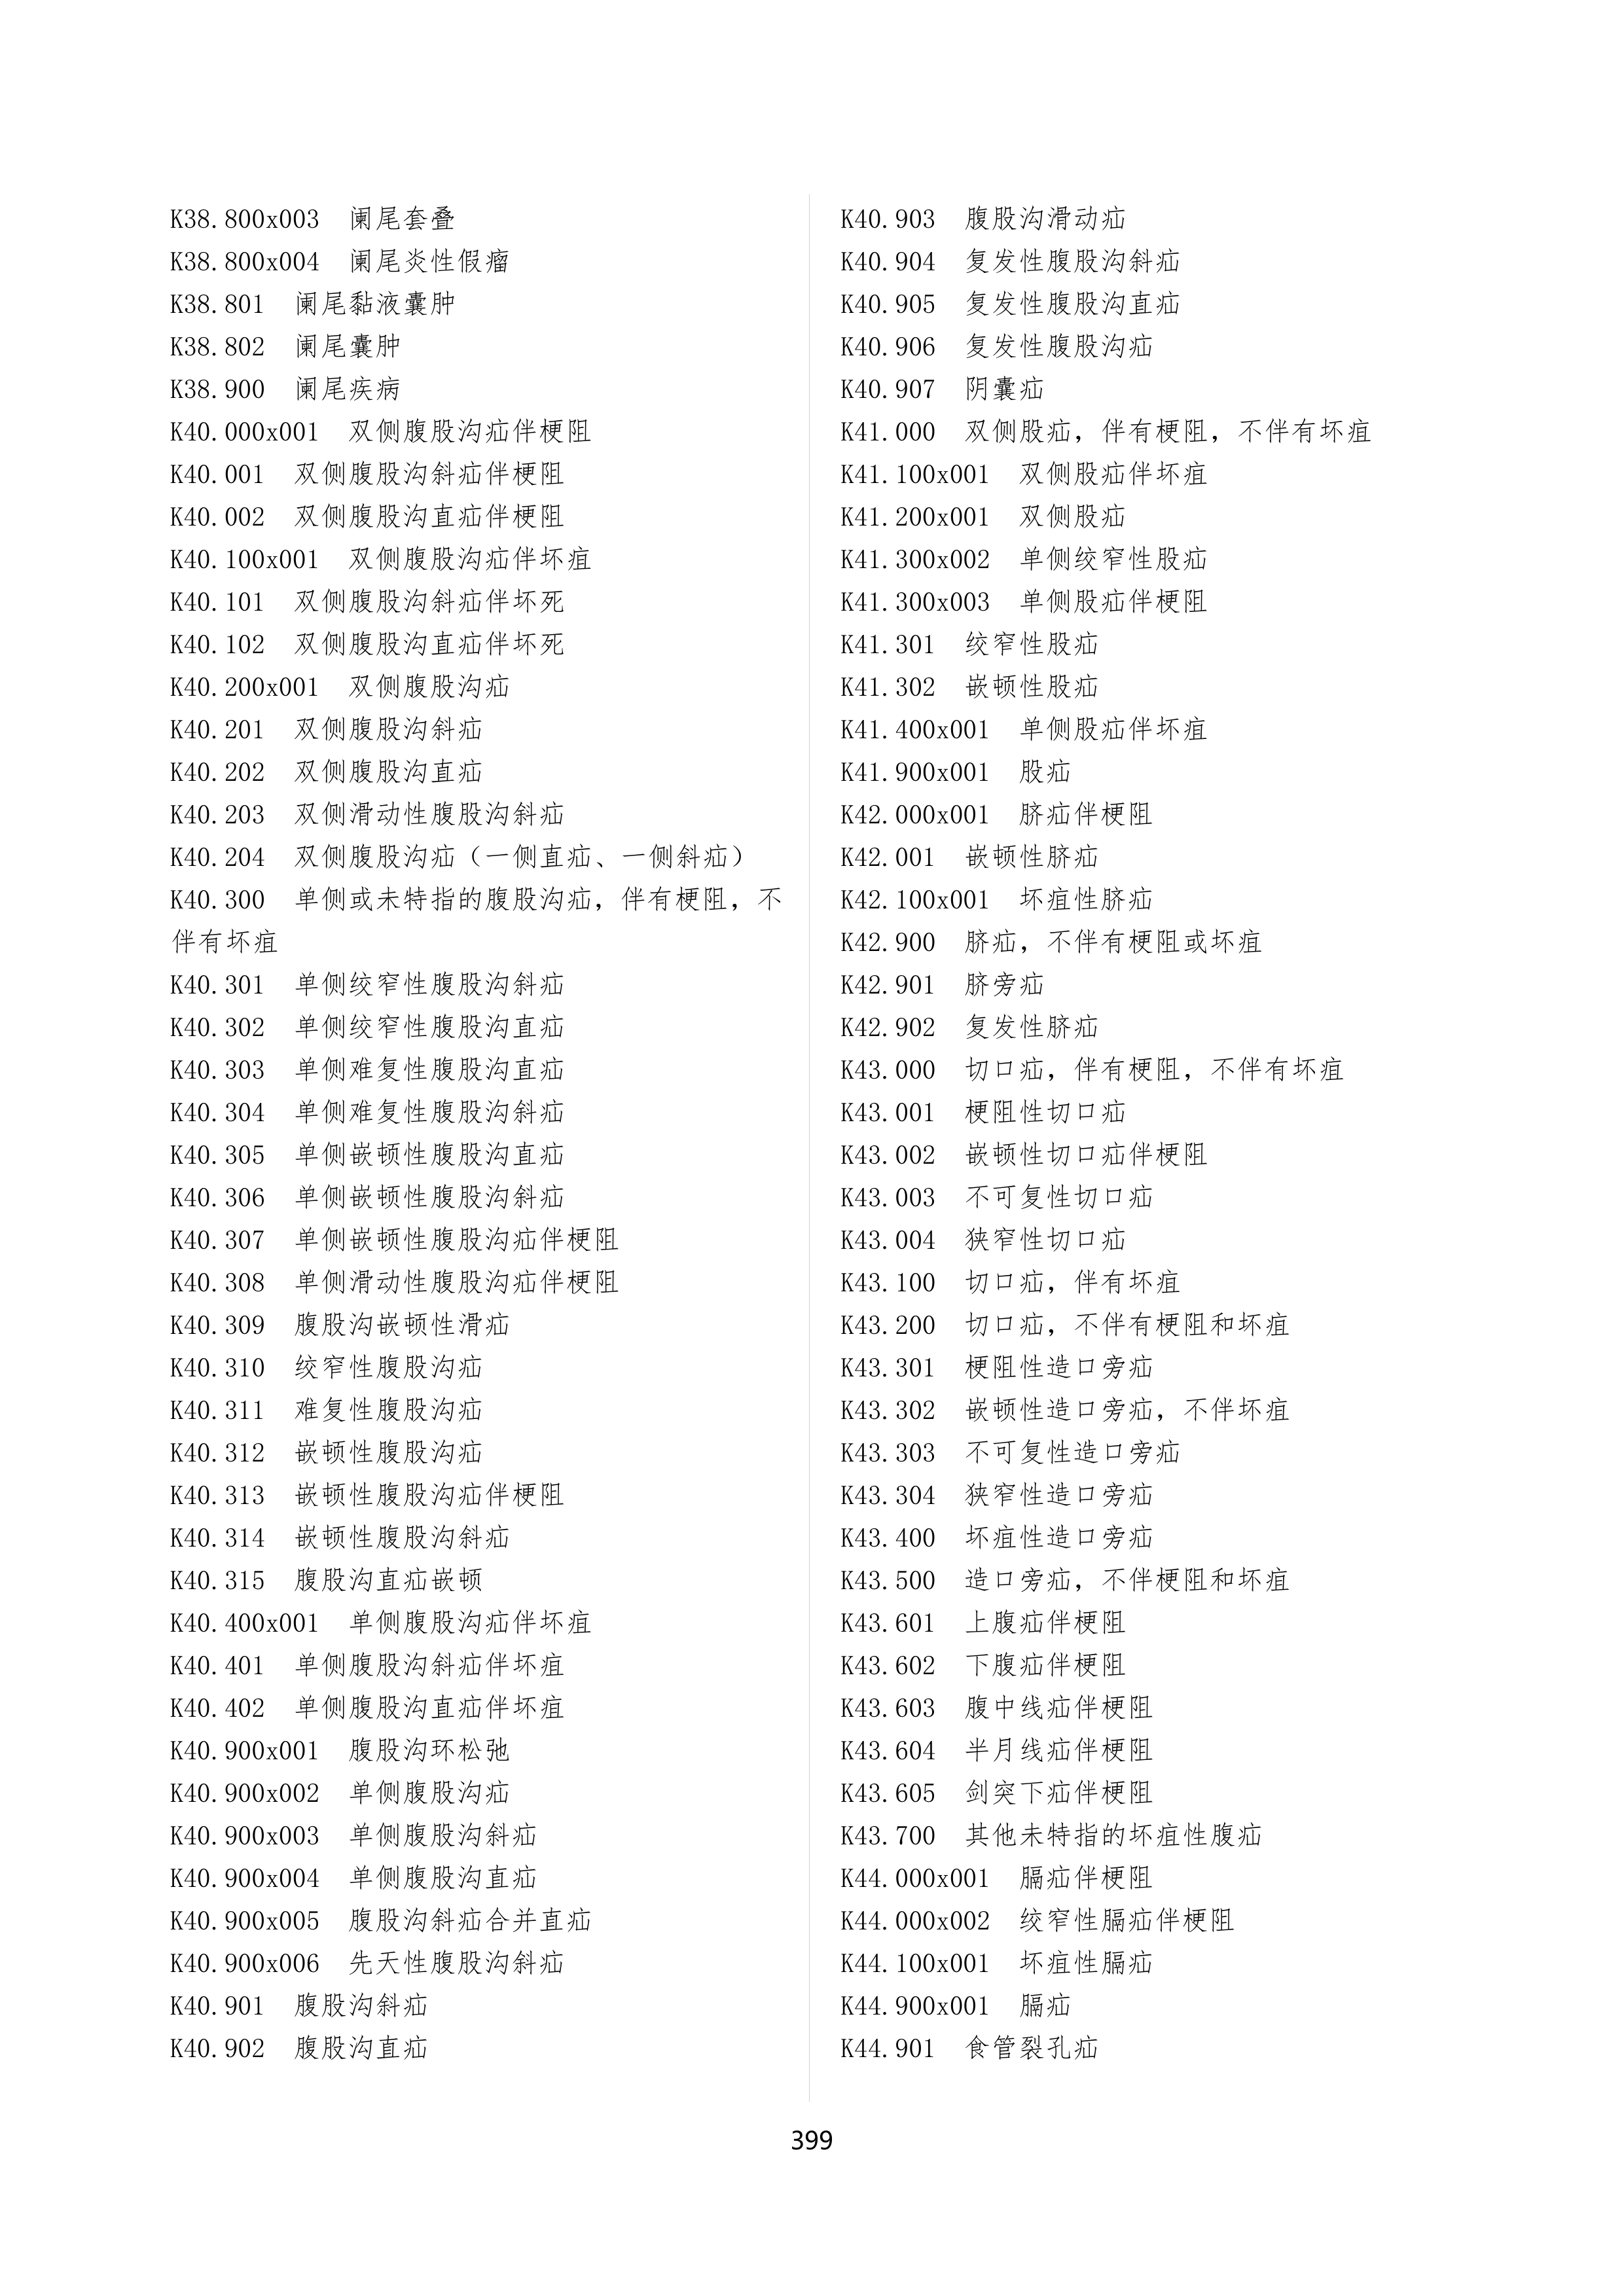 K38.800x003 阑尾套叠
K38.800x004 阑尾炎性假瘤
K38.801 阑尾黏液囊肿
K38.802 阑尾囊肿
K38.900 阑尾疾病
K40.000x001 双侧腹股沟疝伴梗阻
K40.001 双侧腹股沟斜疝伴梗阻
K40.002 双侧腹股沟直疝伴梗阻
K40.100x001 双侧腹股沟疝伴坏疽
K40.101 双侧腹股沟斜疝伴坏死
K40.102 双侧腹股沟直疝伴坏死
K40.200x001 双侧腹股沟疝
K40.201 双侧腹股沟斜疝
K40.202 双侧腹股沟直疝
K40.203 双侧滑动性腹股沟斜疝
K40.204 双侧腹股沟疝（一侧直疝、一侧斜疝）
K40.300 单侧或未特指的腹股沟疝，伴有梗阻，不
伴有坏疽
K40.301 单侧绞窄性腹股沟斜疝
K40.302 单侧绞窄性腹股沟直疝
K40.303 单侧难复性腹股沟直疝
K40.304 单侧难复性腹股沟斜疝
K40.305 单侧嵌顿性腹股沟直疝
K40.306 单侧嵌顿性腹股沟斜疝
K40.307 单侧嵌顿性腹股沟疝伴梗阻
K40.308 单侧滑动性腹股沟疝伴梗阻
K40.309 腹股沟嵌顿性滑疝
K40.310 绞窄性腹股沟疝
K40.311 难复性腹股沟疝
K40.312 嵌顿性腹股沟疝
K40.313 嵌顿性腹股沟疝伴梗阻
K40.314 嵌顿性腹股沟斜疝
K40.315 腹股沟直疝嵌顿
K40.400x001 单侧腹股沟疝伴坏疽
K40.401 单侧腹股沟斜疝伴坏疽
K40.402 单侧腹股沟直疝伴坏疽
K40.900x001 腹股沟环松弛
K40.900x002 单侧腹股沟疝
K40.900x003 单侧腹股沟斜疝
K40.900x004 单侧腹股沟直疝
K40.900x005 腹股沟斜疝合并直疝
K40.900x006 先天性腹股沟斜疝
K40.901 腹股沟斜疝
K40.902 腹股沟直疝
K40.903 腹股沟滑动疝
K40.904 复发性腹股沟斜疝
K40.905 复发性腹股沟直疝
K40.906 复发性腹股沟疝
K40.907 阴囊疝
K41.000 双侧股疝，伴有梗阻，不伴有坏疽
K41.100x001 双侧股疝伴坏疽
K41.200x001 双侧股疝
K41.300x002 单侧绞窄性股疝
K41.300x003 单侧股疝伴梗阻
K41.301 绞窄性股疝
K41.302 嵌顿性股疝
K41.400x001 单侧股疝伴坏疽
K41.900x001 股疝
K42.000x001 脐疝伴梗阻
K42.001 嵌顿性脐疝
K42.100x001 坏疽性脐疝
K42.900 脐疝，不伴有梗阻或坏疽
K42.901 脐旁疝
K42.902 复发性脐疝
K43.000 切口疝，伴有梗阻，不伴有坏疽
K43.001 梗阻性切口疝
K43.002 嵌顿性切口疝伴梗阻
K43.003 不可复性切口疝
K43.004 狭窄性切口疝
K43.100 切口疝，伴有坏疽
K43.200 切口疝，不伴有梗阻和坏疽
K43.301 梗阻性造口旁疝
K43.302 嵌顿性造口旁疝，不伴坏疽
K43.303 不可复性造口旁疝
K43.304 狭窄性造口旁疝
K43.400 坏疽性造口旁疝
K43.500 造口旁疝，不伴梗阻和坏疽
K43.601 上腹疝伴梗阻
K43.602 下腹疝伴梗阻
K43.603 腹中线疝伴梗阻
K43.604 半月线疝伴梗阻
K43.605 剑突下疝伴梗阻
K43.700 其他未特指的坏疽性腹疝
K44.000x001 膈疝伴梗阻
K44.000x002 绞窄性膈疝伴梗阻
K44.100x001 坏疽性膈疝
K44.900x001 膈疝
K44.901 食管裂孔疝
399